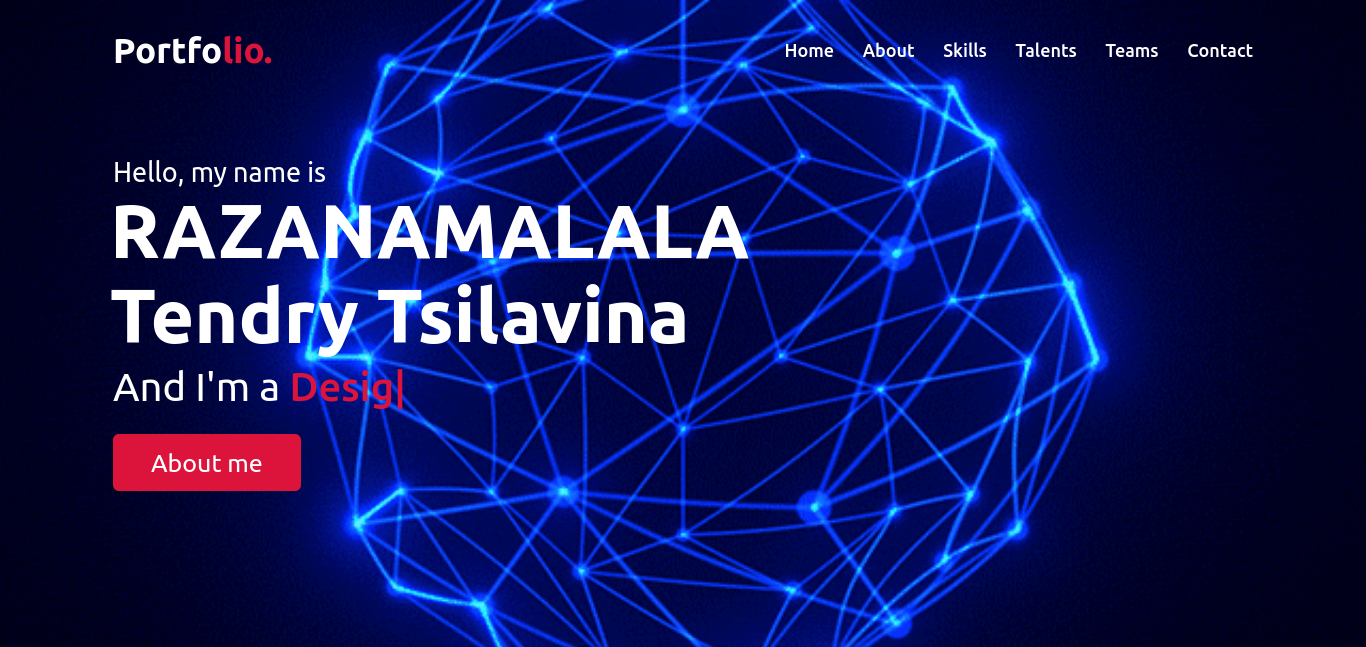 Portfolio.
Home About Skills Talents Teams Contact
Hello, my name is
RAZANAMALALA
Tendry Tsilavina
And I'm a Desig|
About me